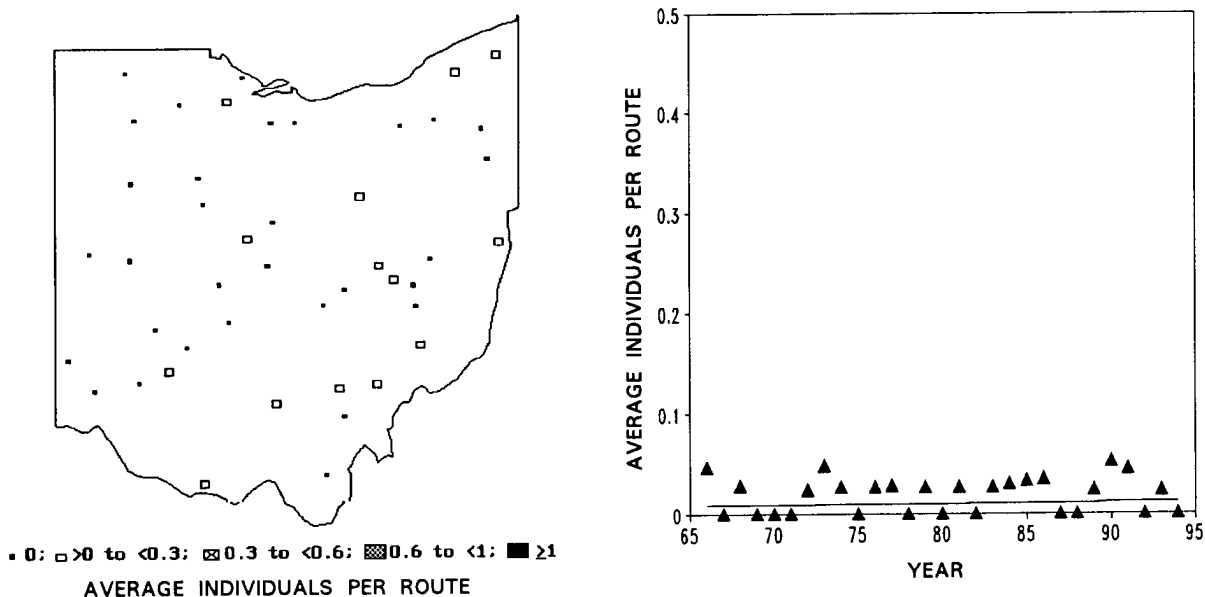 ▪ 0; □ >0 to <0.3; ⊠ 0.3 to <0.6; ▩ 0.6 to <1; ■ ≥1
AVERAGE INDIVIDUALS PER ROUTE
AVERAGE INDIVIDUALS PER ROUTE
0.5
0.4
0.3
0.2
0.1
0
65 70 75 80 85 90 95
YEAR